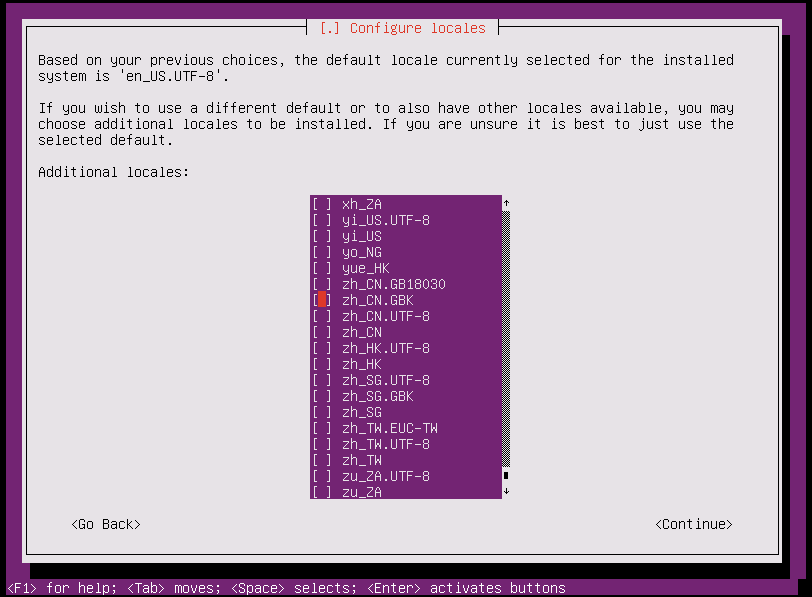 [.] Configure locales
Based on your previous choices, the default locale currently selected for the installed
system is 'en_US.UTF-8'.
If you wish to use a different default or to also have other locales available, you may
choose additional locales to be installed. If you are unsure it is best to just use the
selected default.
Additional locales:
[ ] xh_ZA
[ ] yi_US.UTF-8
[ ] yi_US
[ ] yo_NG
[ ] yue_HK
[ ] zh_CN.GB18030
[ ] zh_CN.GBK
[ ] zh_CN.UTF-8
[ ] zh_CN
[ ] zh_HK.UTF-8
[ ] zh_HK
[ ] zh_SG.UTF-8
[ ] zh_SG.GBK
[ ] zh_SG
[ ] zh_TW.EUC-TW
[ ] zh_TW.UTF-8
[ ] zh_TW
[ ] zu_ZA.UTF-8
[ ] zu_ZA
<Go Back> <Continue>
<F1> for help; <Tab> moves; <Space> selects; <Enter> activates buttons